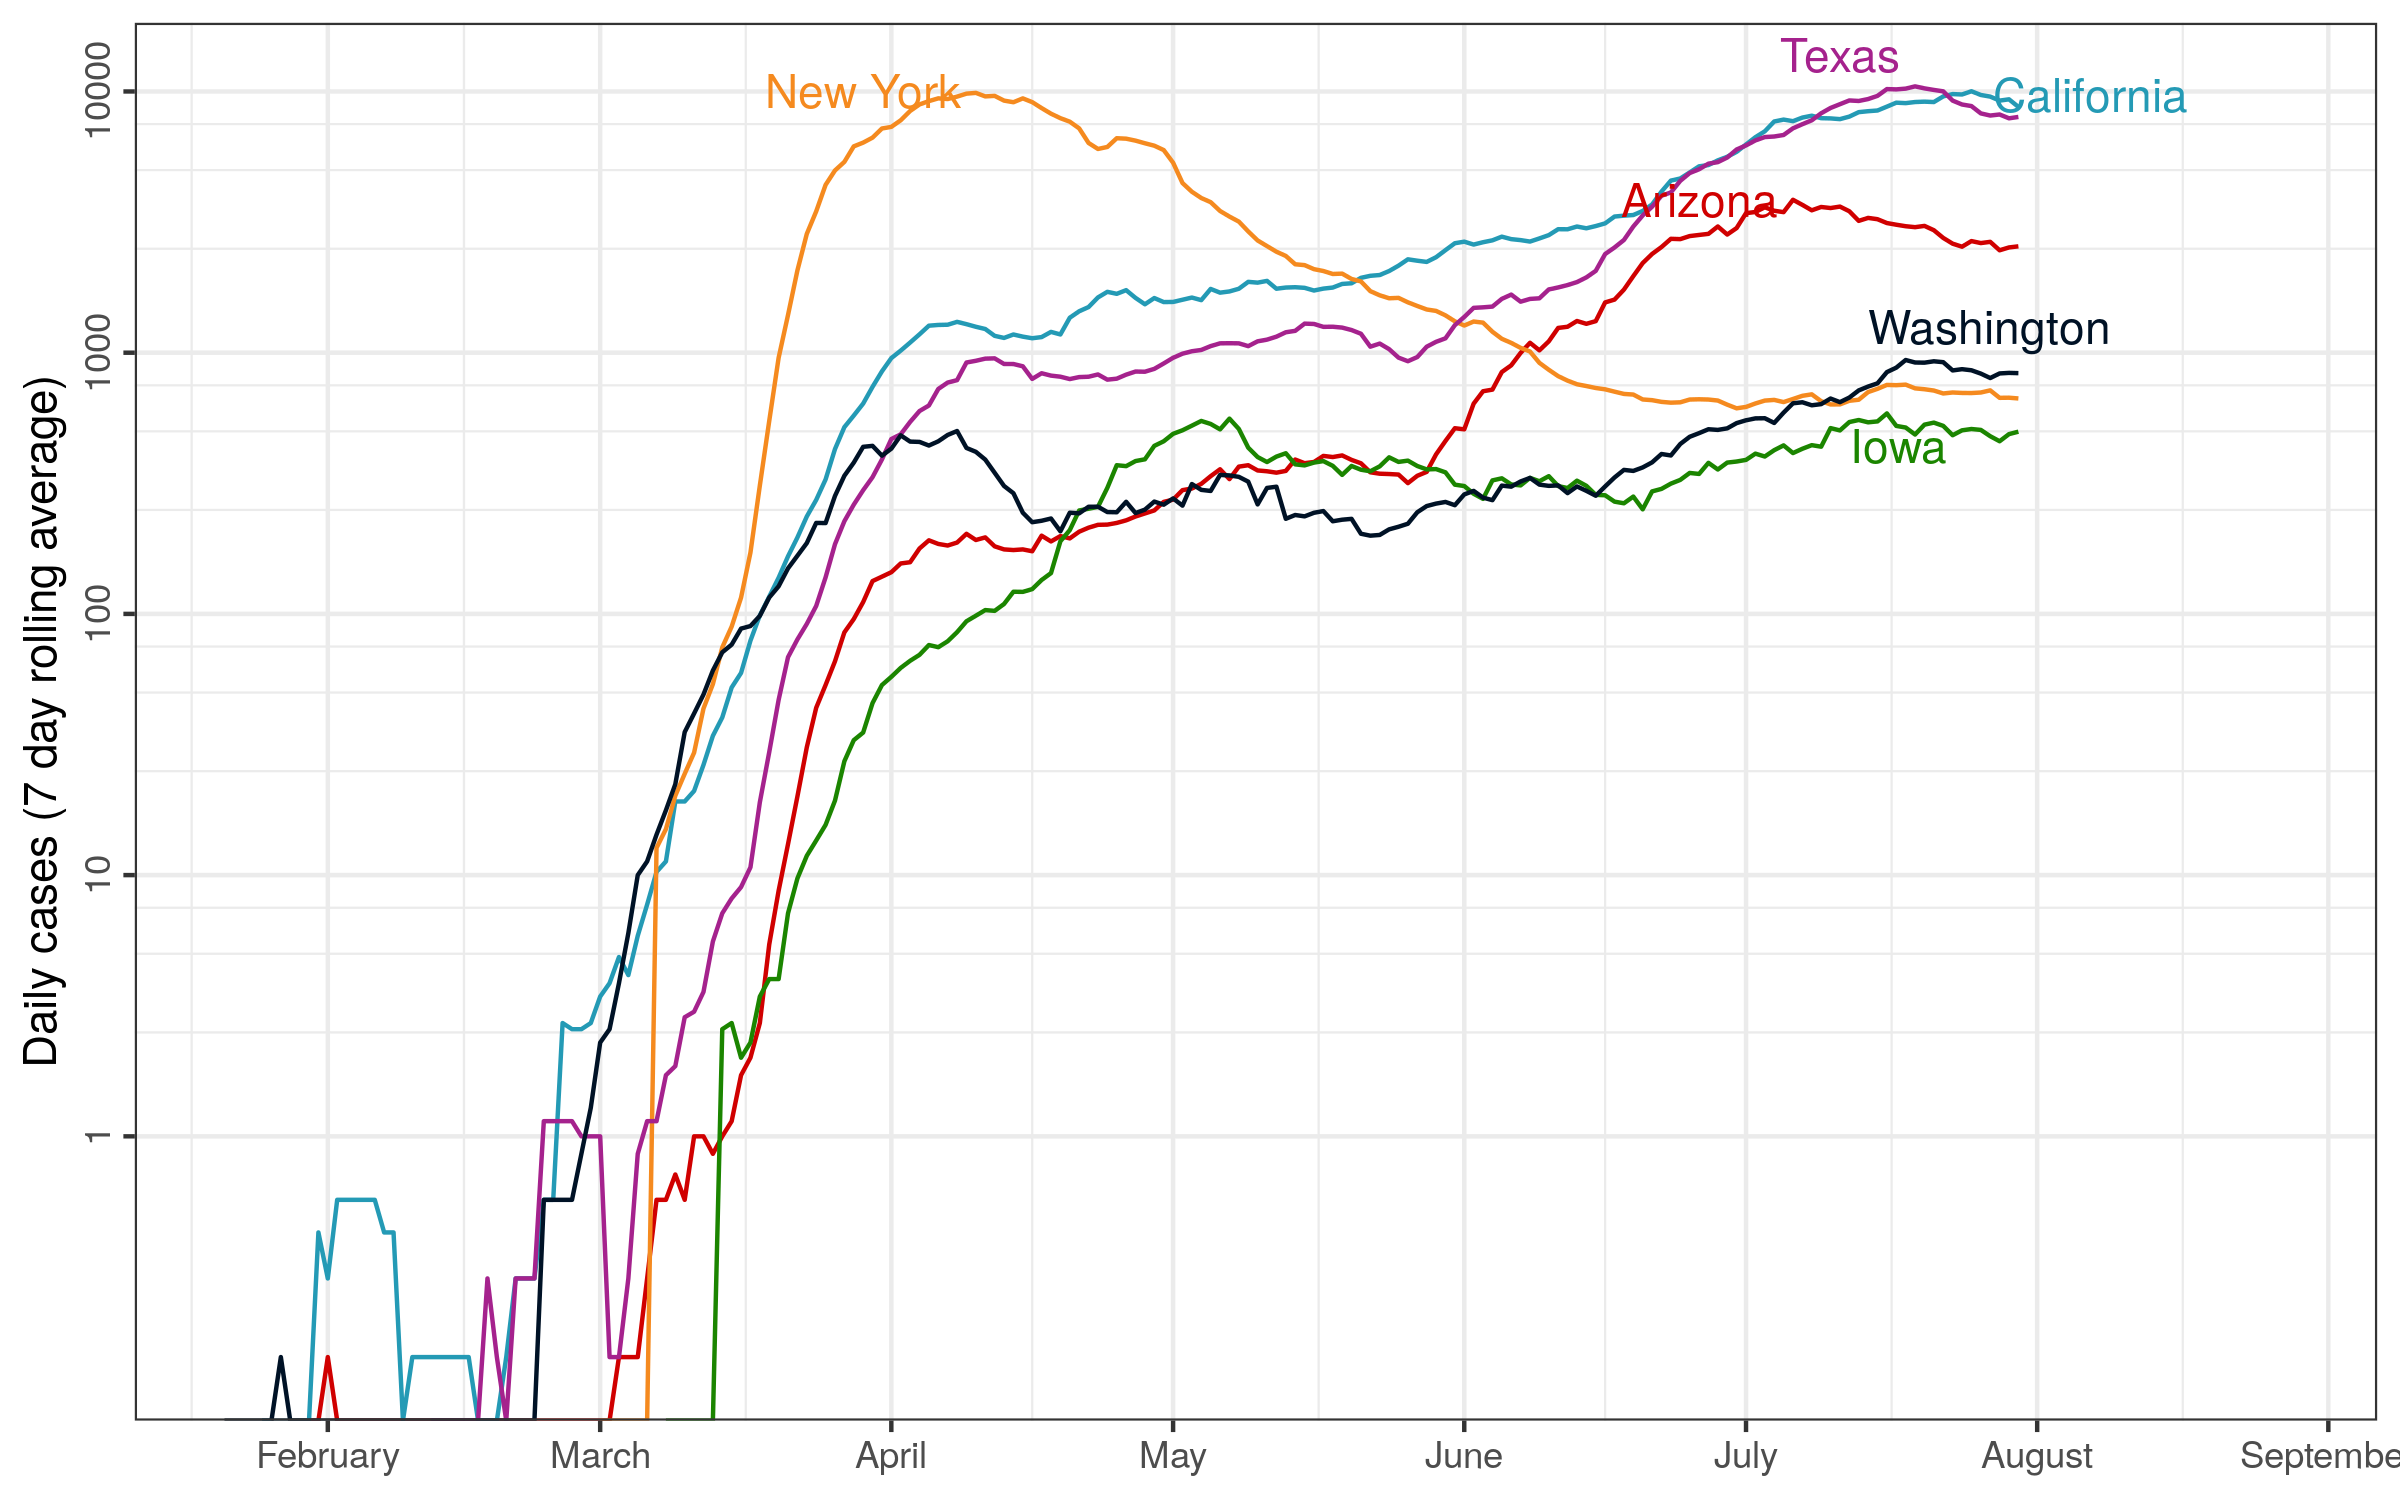 Daily cases (7 day rolling average)
10000
1000
100
10
1
New York
Texas
California
Arizona
Washington
Iowa
February
March
April
May
June
July
August
Septembe